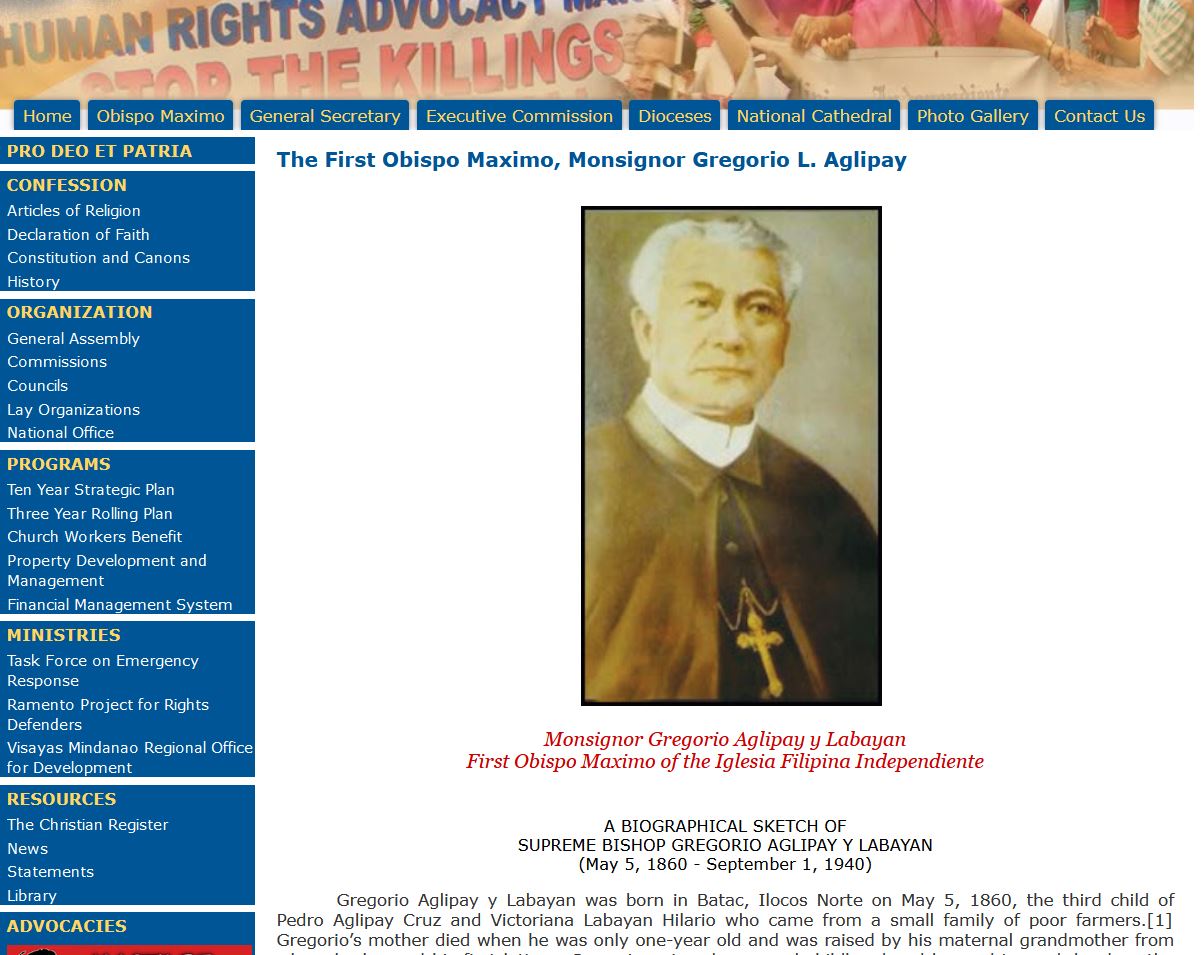 HUMAN RIGHTS ADVOCACY
STOP THE KILLINGS
Independiente
Home
Obispo Maximo
General Secretary
Executive Commission
Dioceses
National Cathedral
Photo Gallery
Contact Us
PRO DEO ET PATRIA
CONFESSION
Articles of Religion
Declaration of Faith
Constitution and Canons
History
ORGANIZATION
General Assembly
Commissions
Councils
Lay Organizations
National Office
PROGRAMS
Ten Year Strategic Plan
Three Year Rolling Plan
Church Workers Benefit
Property Development and
Management
Financial Management System
MINISTRIES
Task Force on Emergency
Response
Ramento Project for Rights
Defenders
Visayas Mindanao Regional Office
for Development
RESOURCES
The Christian Register
News
Statements
Library
ADVOCACIES
The First Obispo Maximo, Monsignor Gregorio L. Aglipay
Monsignor Gregorio Aglipay y Labayan
First Obispo Maximo of the Iglesia Filipina Independiente
A BIOGRAPHICAL SKETCH OF
SUPREME BISHOP GREGORIO AGLIPAY Y LABAYAN
(May 5, 1860 - September 1, 1940)
Gregorio Aglipay y Labayan was born in Batac, Ilocos Norte on May 5, 1860, the third child of
Pedro Aglipay Cruz and Victoriana Labayan Hilario who came from a small family of poor farmers.[1]
Gregorio’s mother died when he was only one-year old and was raised by his maternal grandmother from